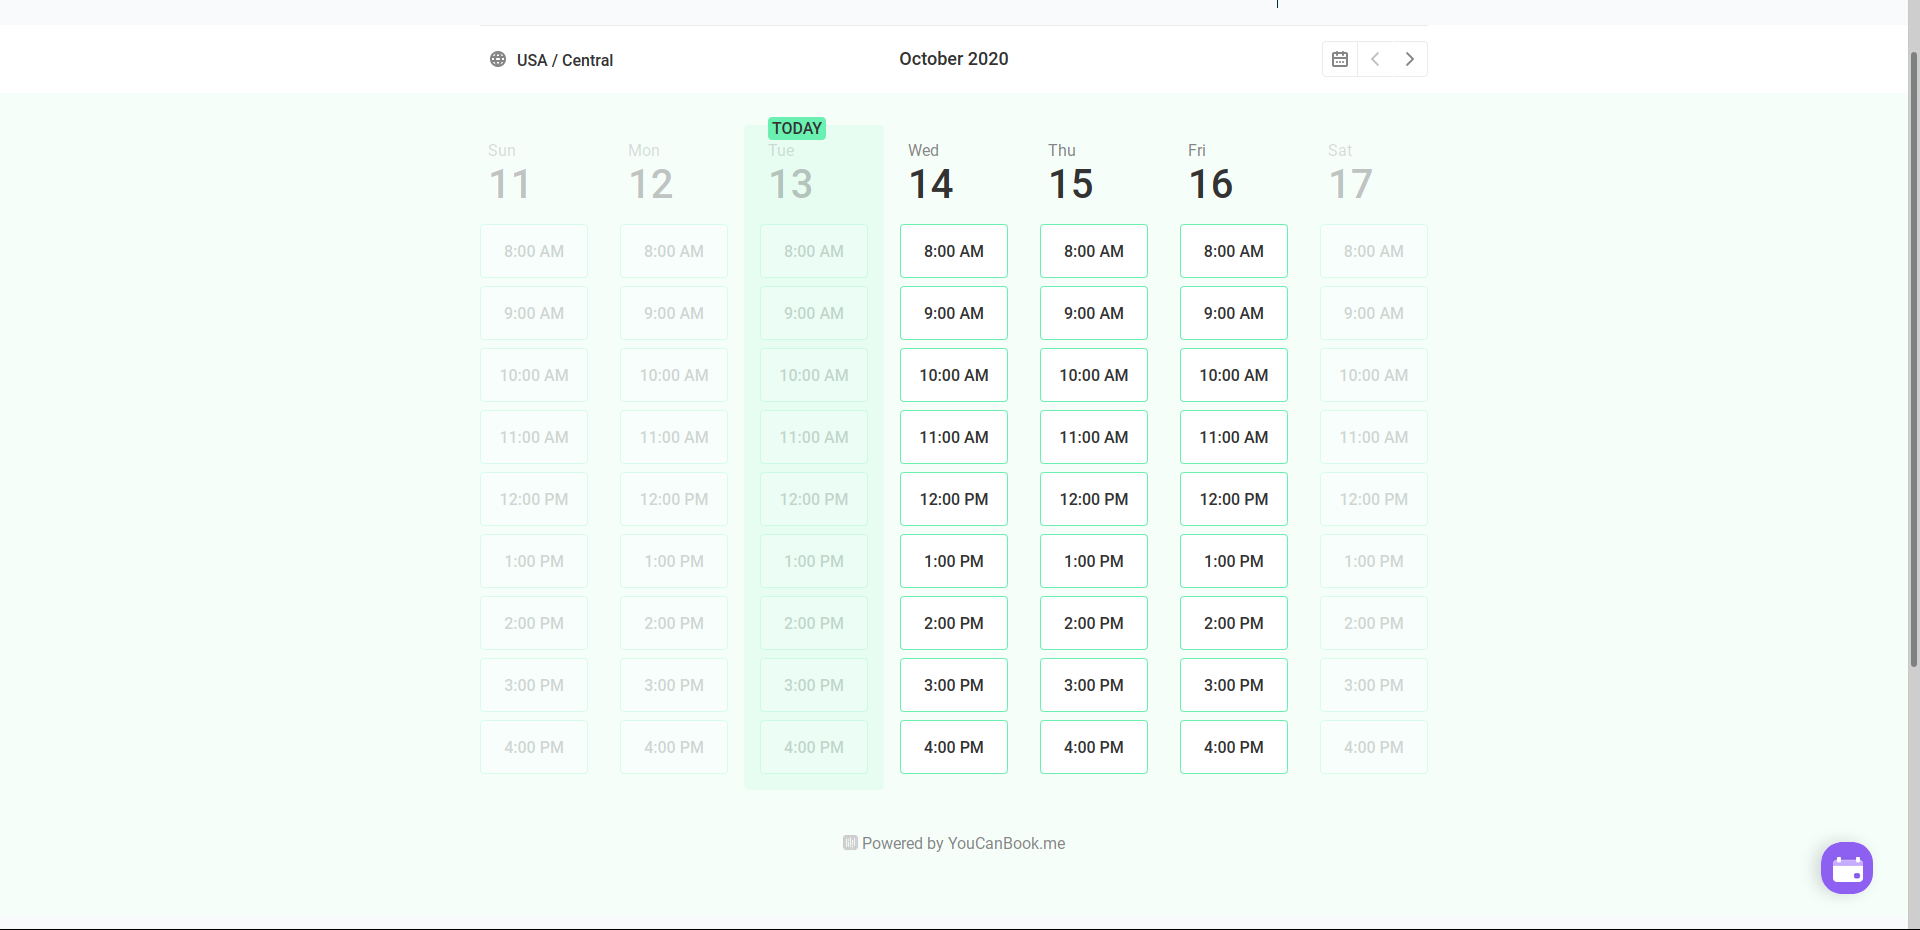 USA / Central
October 2020
TODAY
Sun Mon Tue Wed Thu Fri Sat
11 12 13 14 15 16 17
8:00 AM 8:00 AM 8:00 AM 8:00 AM 8:00 AM 8:00 AM 8:00 AM
9:00 AM 9:00 AM 9:00 AM 9:00 AM 9:00 AM 9:00 AM 9:00 AM
10:00 AM 10:00 AM 10:00 AM 10:00 AM 10:00 AM 10:00 AM 10:00 AM
11:00 AM 11:00 AM 11:00 AM 11:00 AM 11:00 AM 11:00 AM 11:00 AM
12:00 PM 12:00 PM 12:00 PM 12:00 PM 12:00 PM 12:00 PM 12:00 PM
1:00 PM 1:00 PM 1:00 PM 1:00 PM 1:00 PM 1:00 PM 1:00 PM
2:00 PM 2:00 PM 2:00 PM 2:00 PM 2:00 PM 2:00 PM 2:00 PM
3:00 PM 3:00 PM 3:00 PM 3:00 PM 3:00 PM 3:00 PM 3:00 PM
4:00 PM 4:00 PM 4:00 PM 4:00 PM 4:00 PM 4:00 PM 4:00 PM
Powered by YouCanBook.me